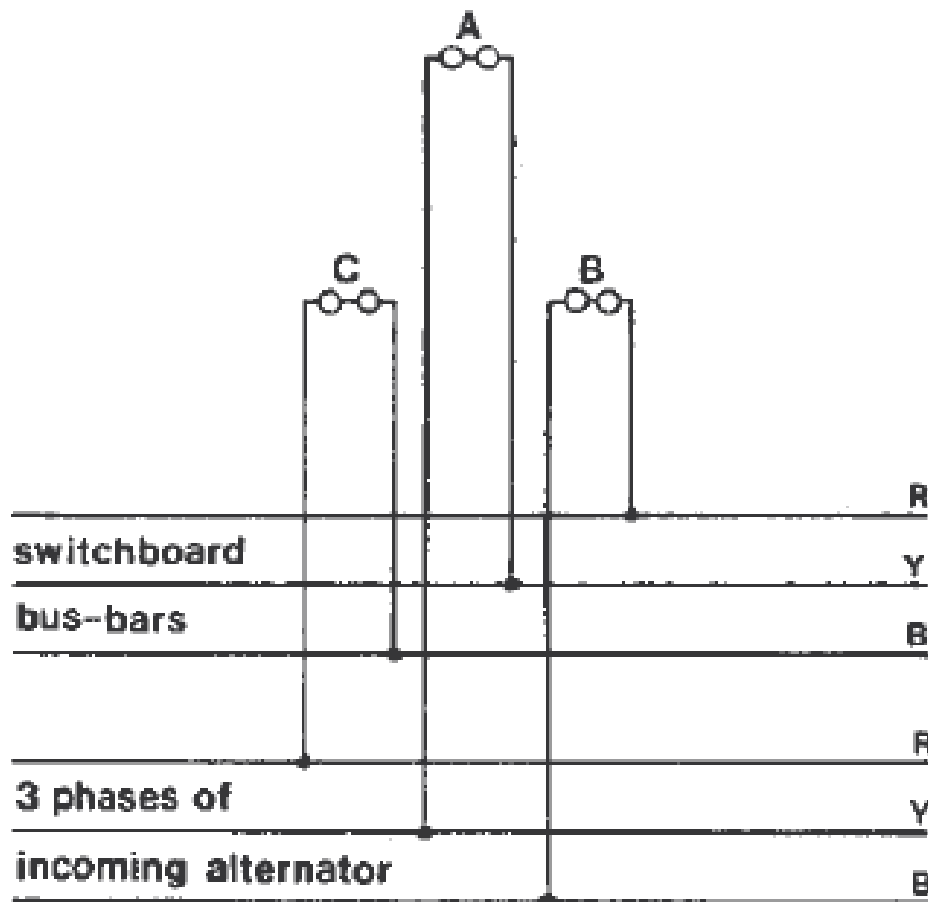 A
C
B
R
switchboard
Y
bus-bars
B
R
3 phases of
Y
incoming alternator
B